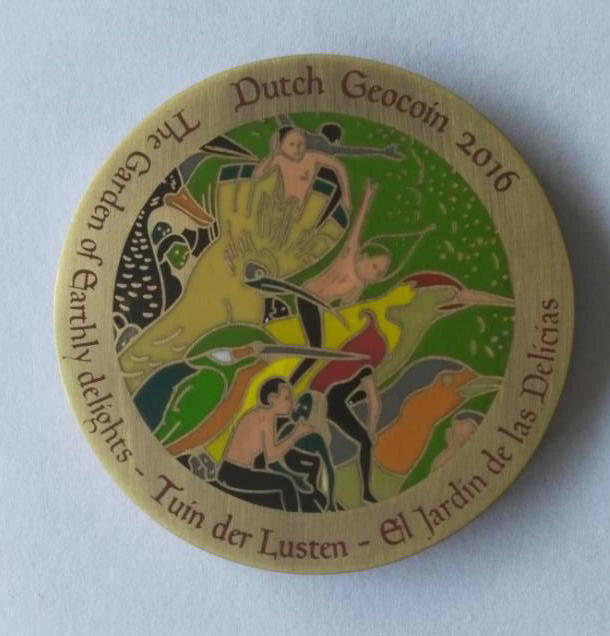 Dutch Geocoin 2016
The Garden of Earthly delights - Tuin der Lusten - El Jardin de las Delicias